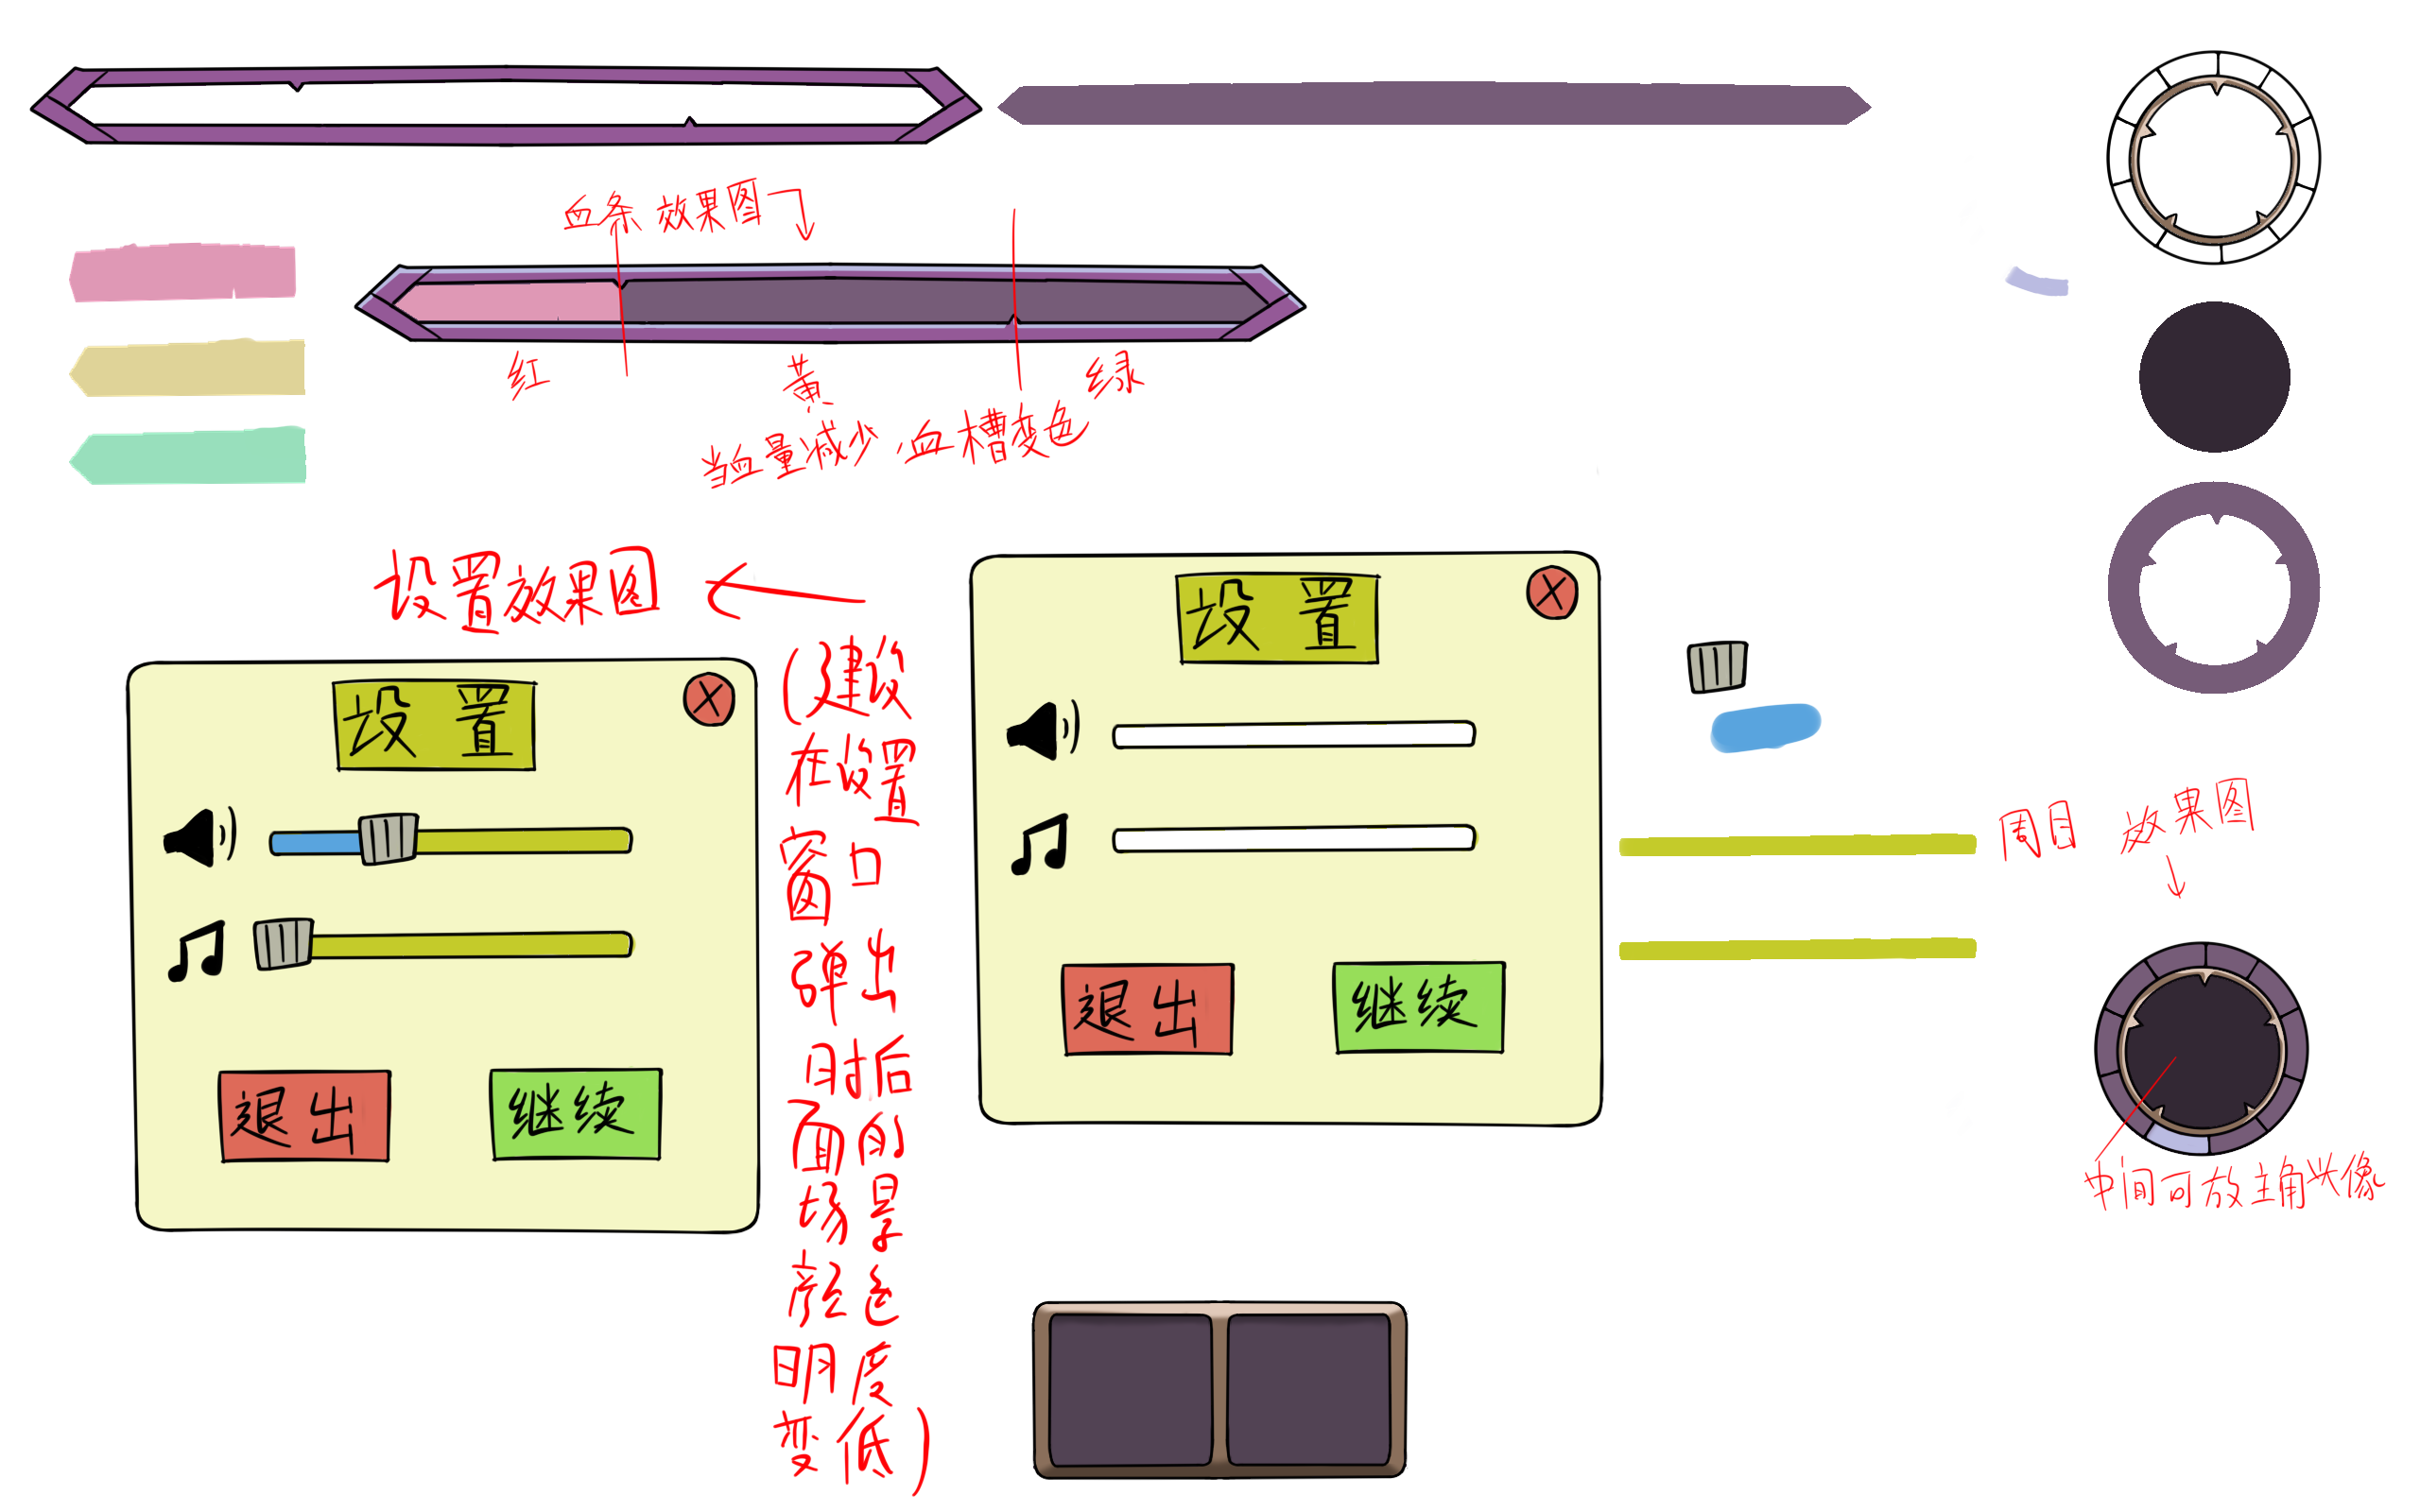 血条 效果图
红
黄
绿
当血量减少 血槽变色
设置效果图
(建议
在设置
窗口
弹出
时后
面的
场景
颜色
明度
变低)
设置
X
退出
继续
设置
X
退出
继续
周目 效果图
中间可放主角头像